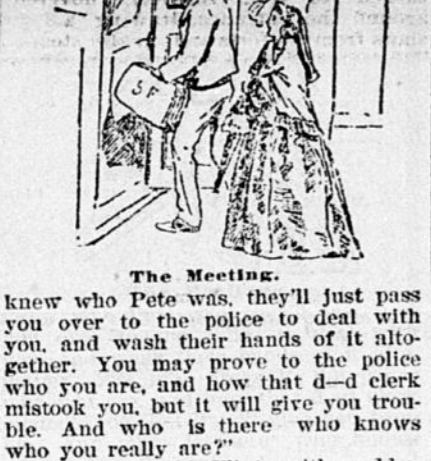 S F
The Meeting.
knew who Pete was, they'll just pass
you over to the police to deal with
you, and wash their hands of it alto-
gether. You may prove to the police
who you are, and how that d—d clerk
mistook you, but it will give you trou-
ble. And who is there who knows
who you really are?"